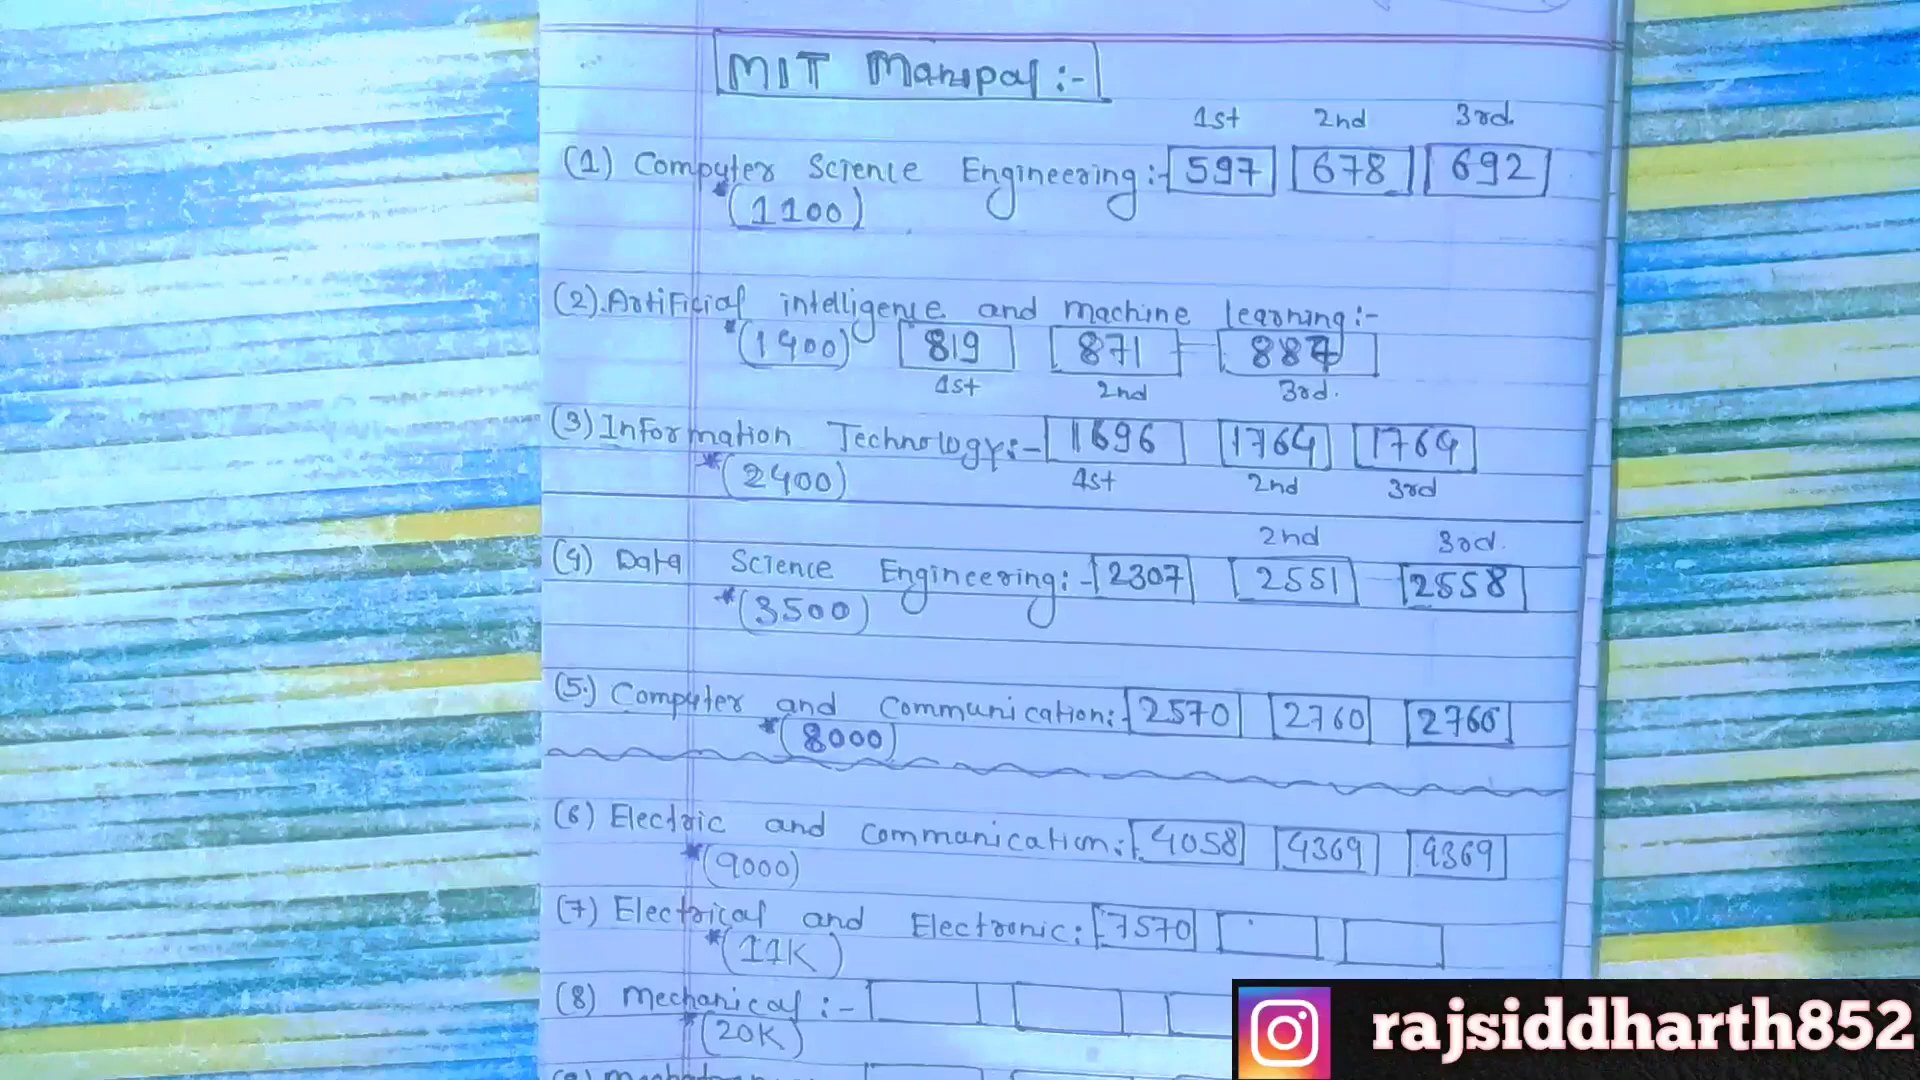 MIT Manipal :-
1st 2nd 3rd.
(1) Computer Science Engineering :- 597 678 692
*(1100)
(2). Artificial intelligence and machine learning :-
*(1400) 819 871 887
1st 2nd 3rd.
(3) Information Technology :- 1696 1764 1764
*(2400) 1st 2nd 3rd
2nd 3rd.
(4) Data Science Engineering :- 2307 2551 2558
*(3500)
(5.) Computer and Communication :- 2570 2760 2760
*(8000)
(6) Electric and communication :- 4058 4369 4369
*(9000)
(7) Electrical and Electronic : 7570
*(11K)
(8) Mechanical :-
*(20K)
rajsiddharth852